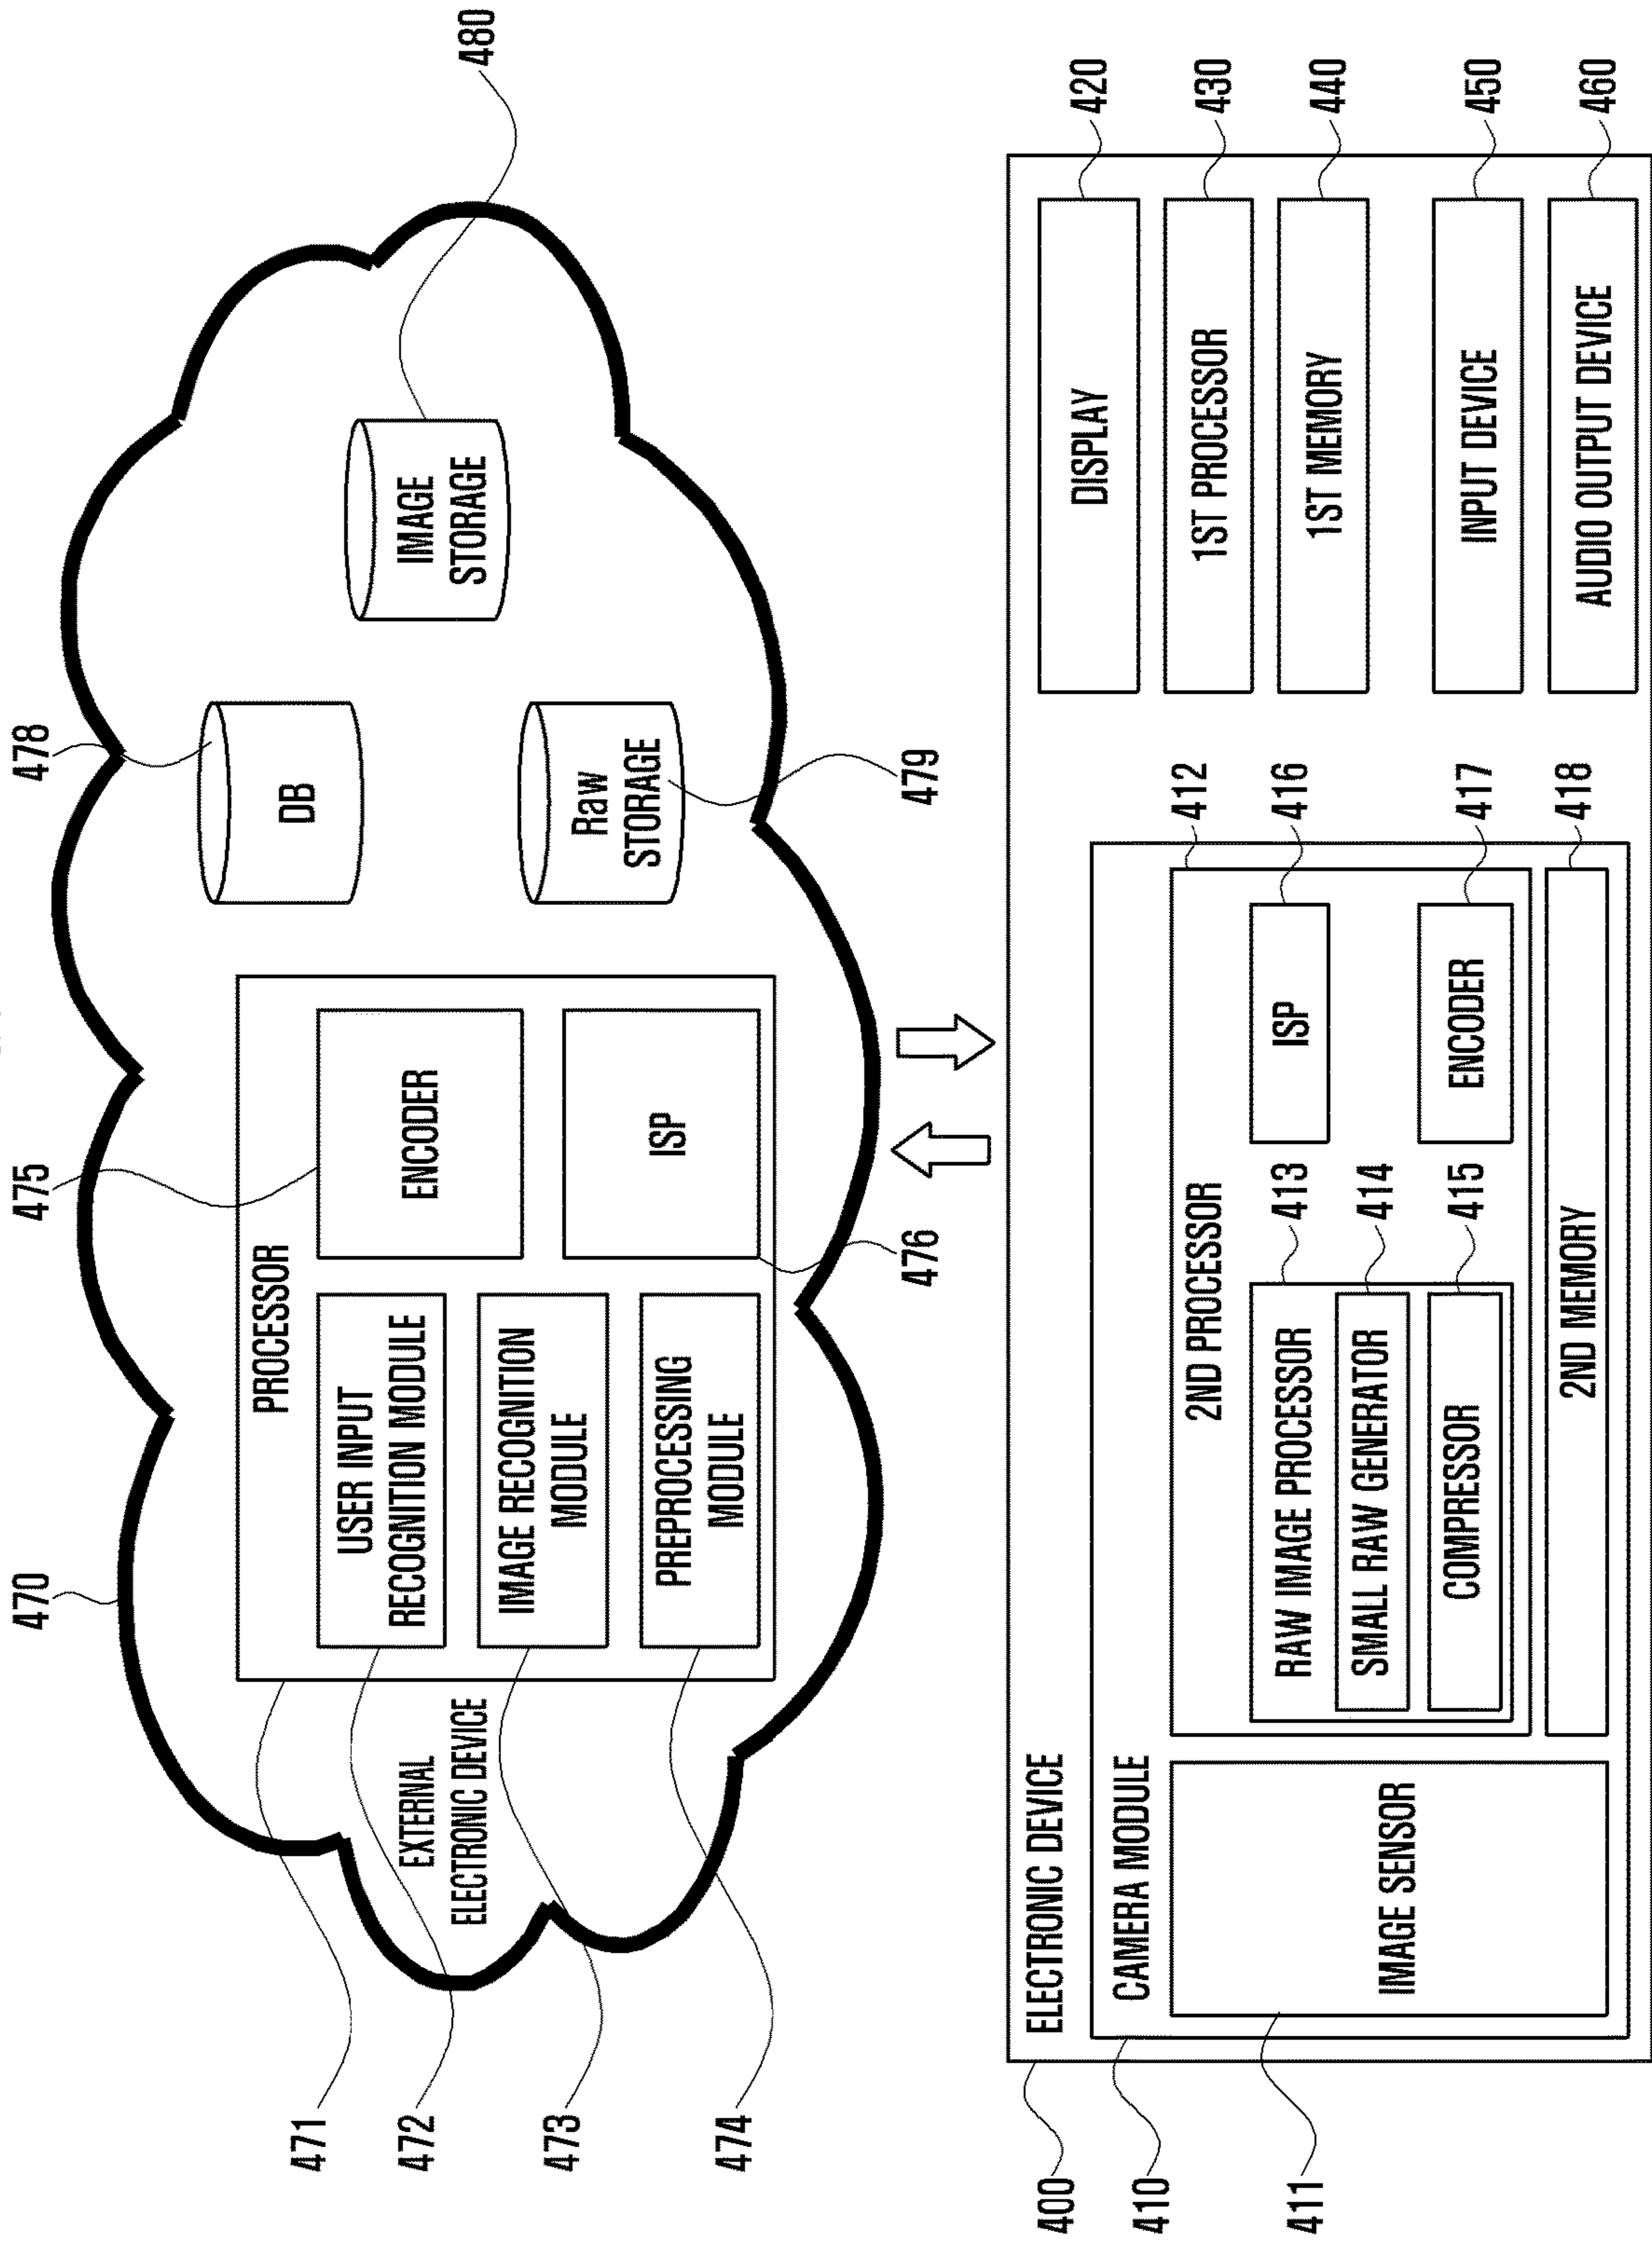 470
475
478
480
PROCESSOR
USER INPUT
RECOGNITION MODULE
ENCODER
DB
IMAGE
STORAGE
IMAGE RECOGNITION
MODULE
EXTERNAL
ELECTRONIC DEVICE
PREPROCESSING
MODULE
ISP
Raw
STORAGE
471
472
473
474
476
479
400
ELECTRONIC DEVICE
410
CAMERA MODULE
411
IMAGE SENSOR
2ND PROCESSOR
412
RAW IMAGE PROCESSOR
413
SMALL RAW GENERATOR
414
COMPRESSOR
415
ISP
416
ENCODER
417
2ND MEMORY
418
DISPLAY
420
1ST PROCESSOR
430
1ST MEMORY
440
INPUT DEVICE
450
AUDIO OUTPUT DEVICE
460